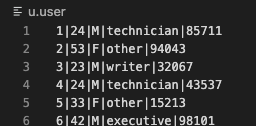 u.user
1 1|24|M|technician|85711
2 2|53|F|other|94043
3 3|23|M|writer|32067
4 4|24|M|technician|43537
5 5|33|F|other|15213
6 6|42|M|executive|98101